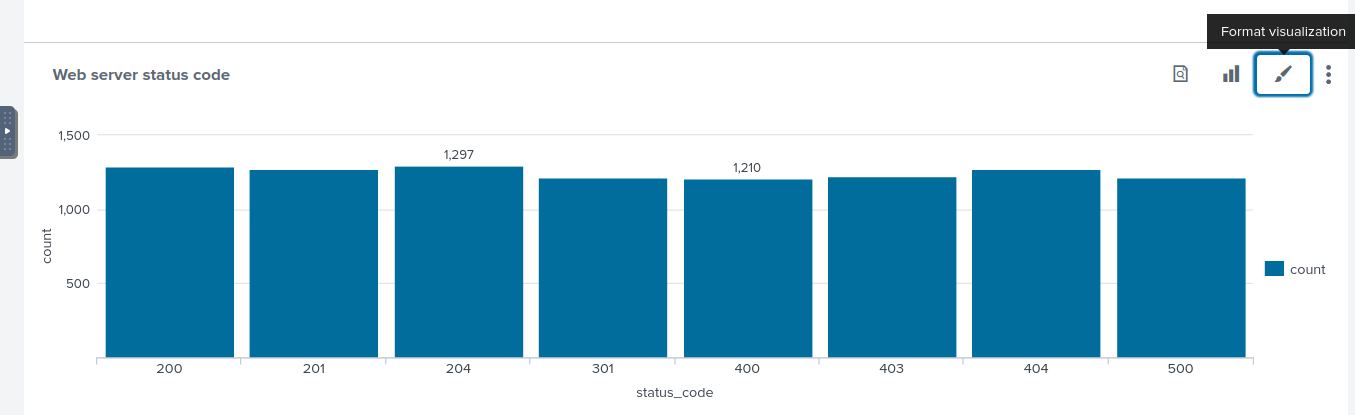 Format visualization
Web server status code
1,500
1,000
500
count
1,297
1,210
200 201 204 301 400 403 404 500
status_code
count